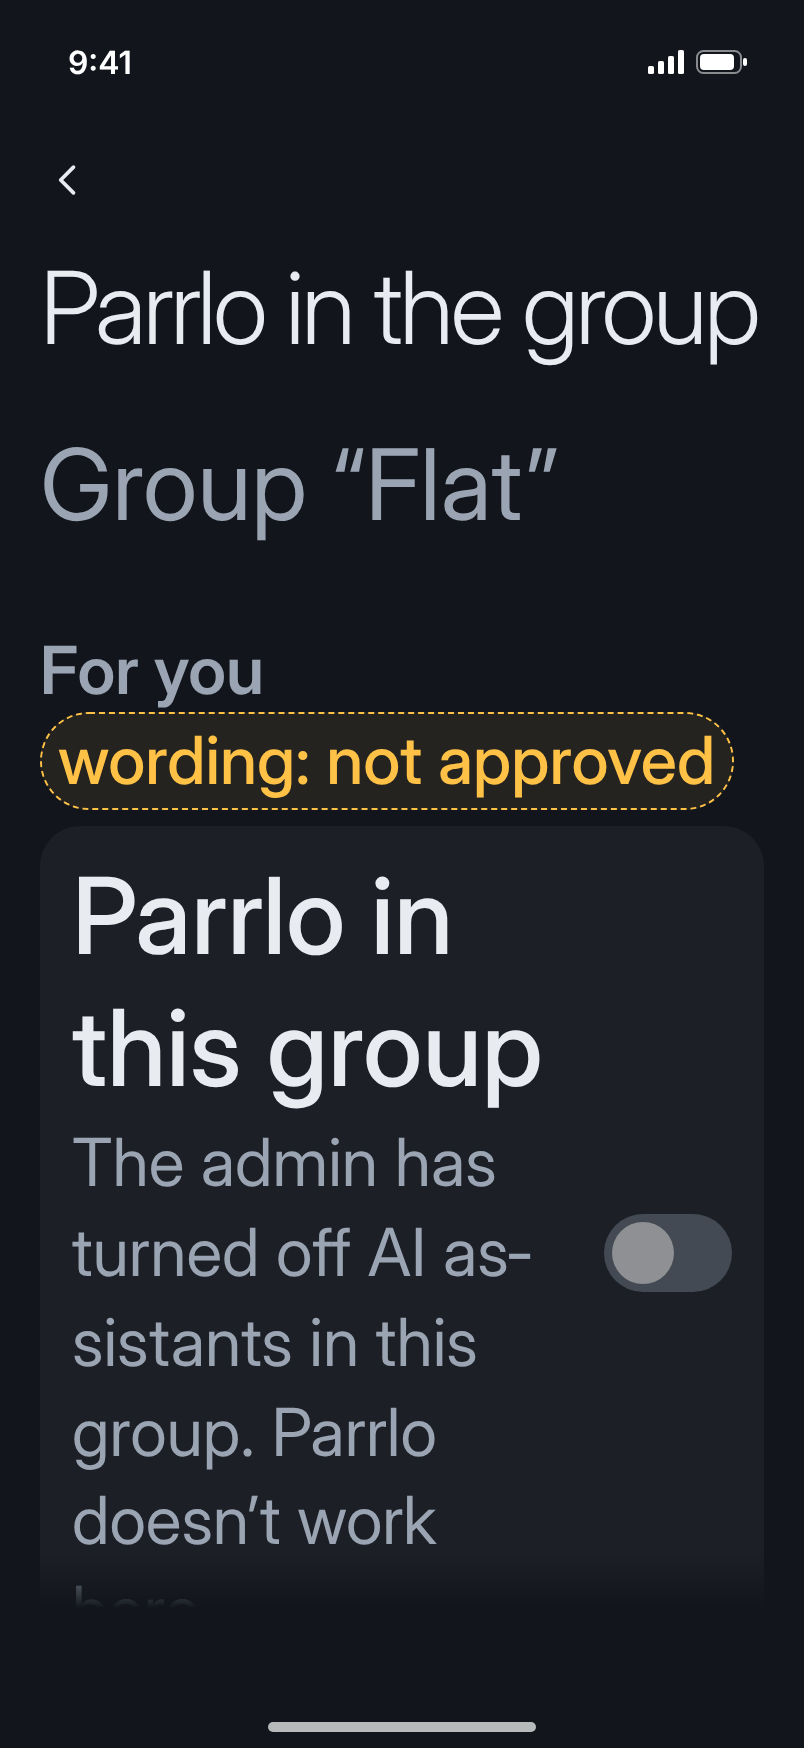 9:41
Parrlo in the group
Group “Flat”
For you
wording: not approved
Parrlo in
this group
The admin has
turned off AI as-
sistants in this
group. Parrlo
doesn’t work